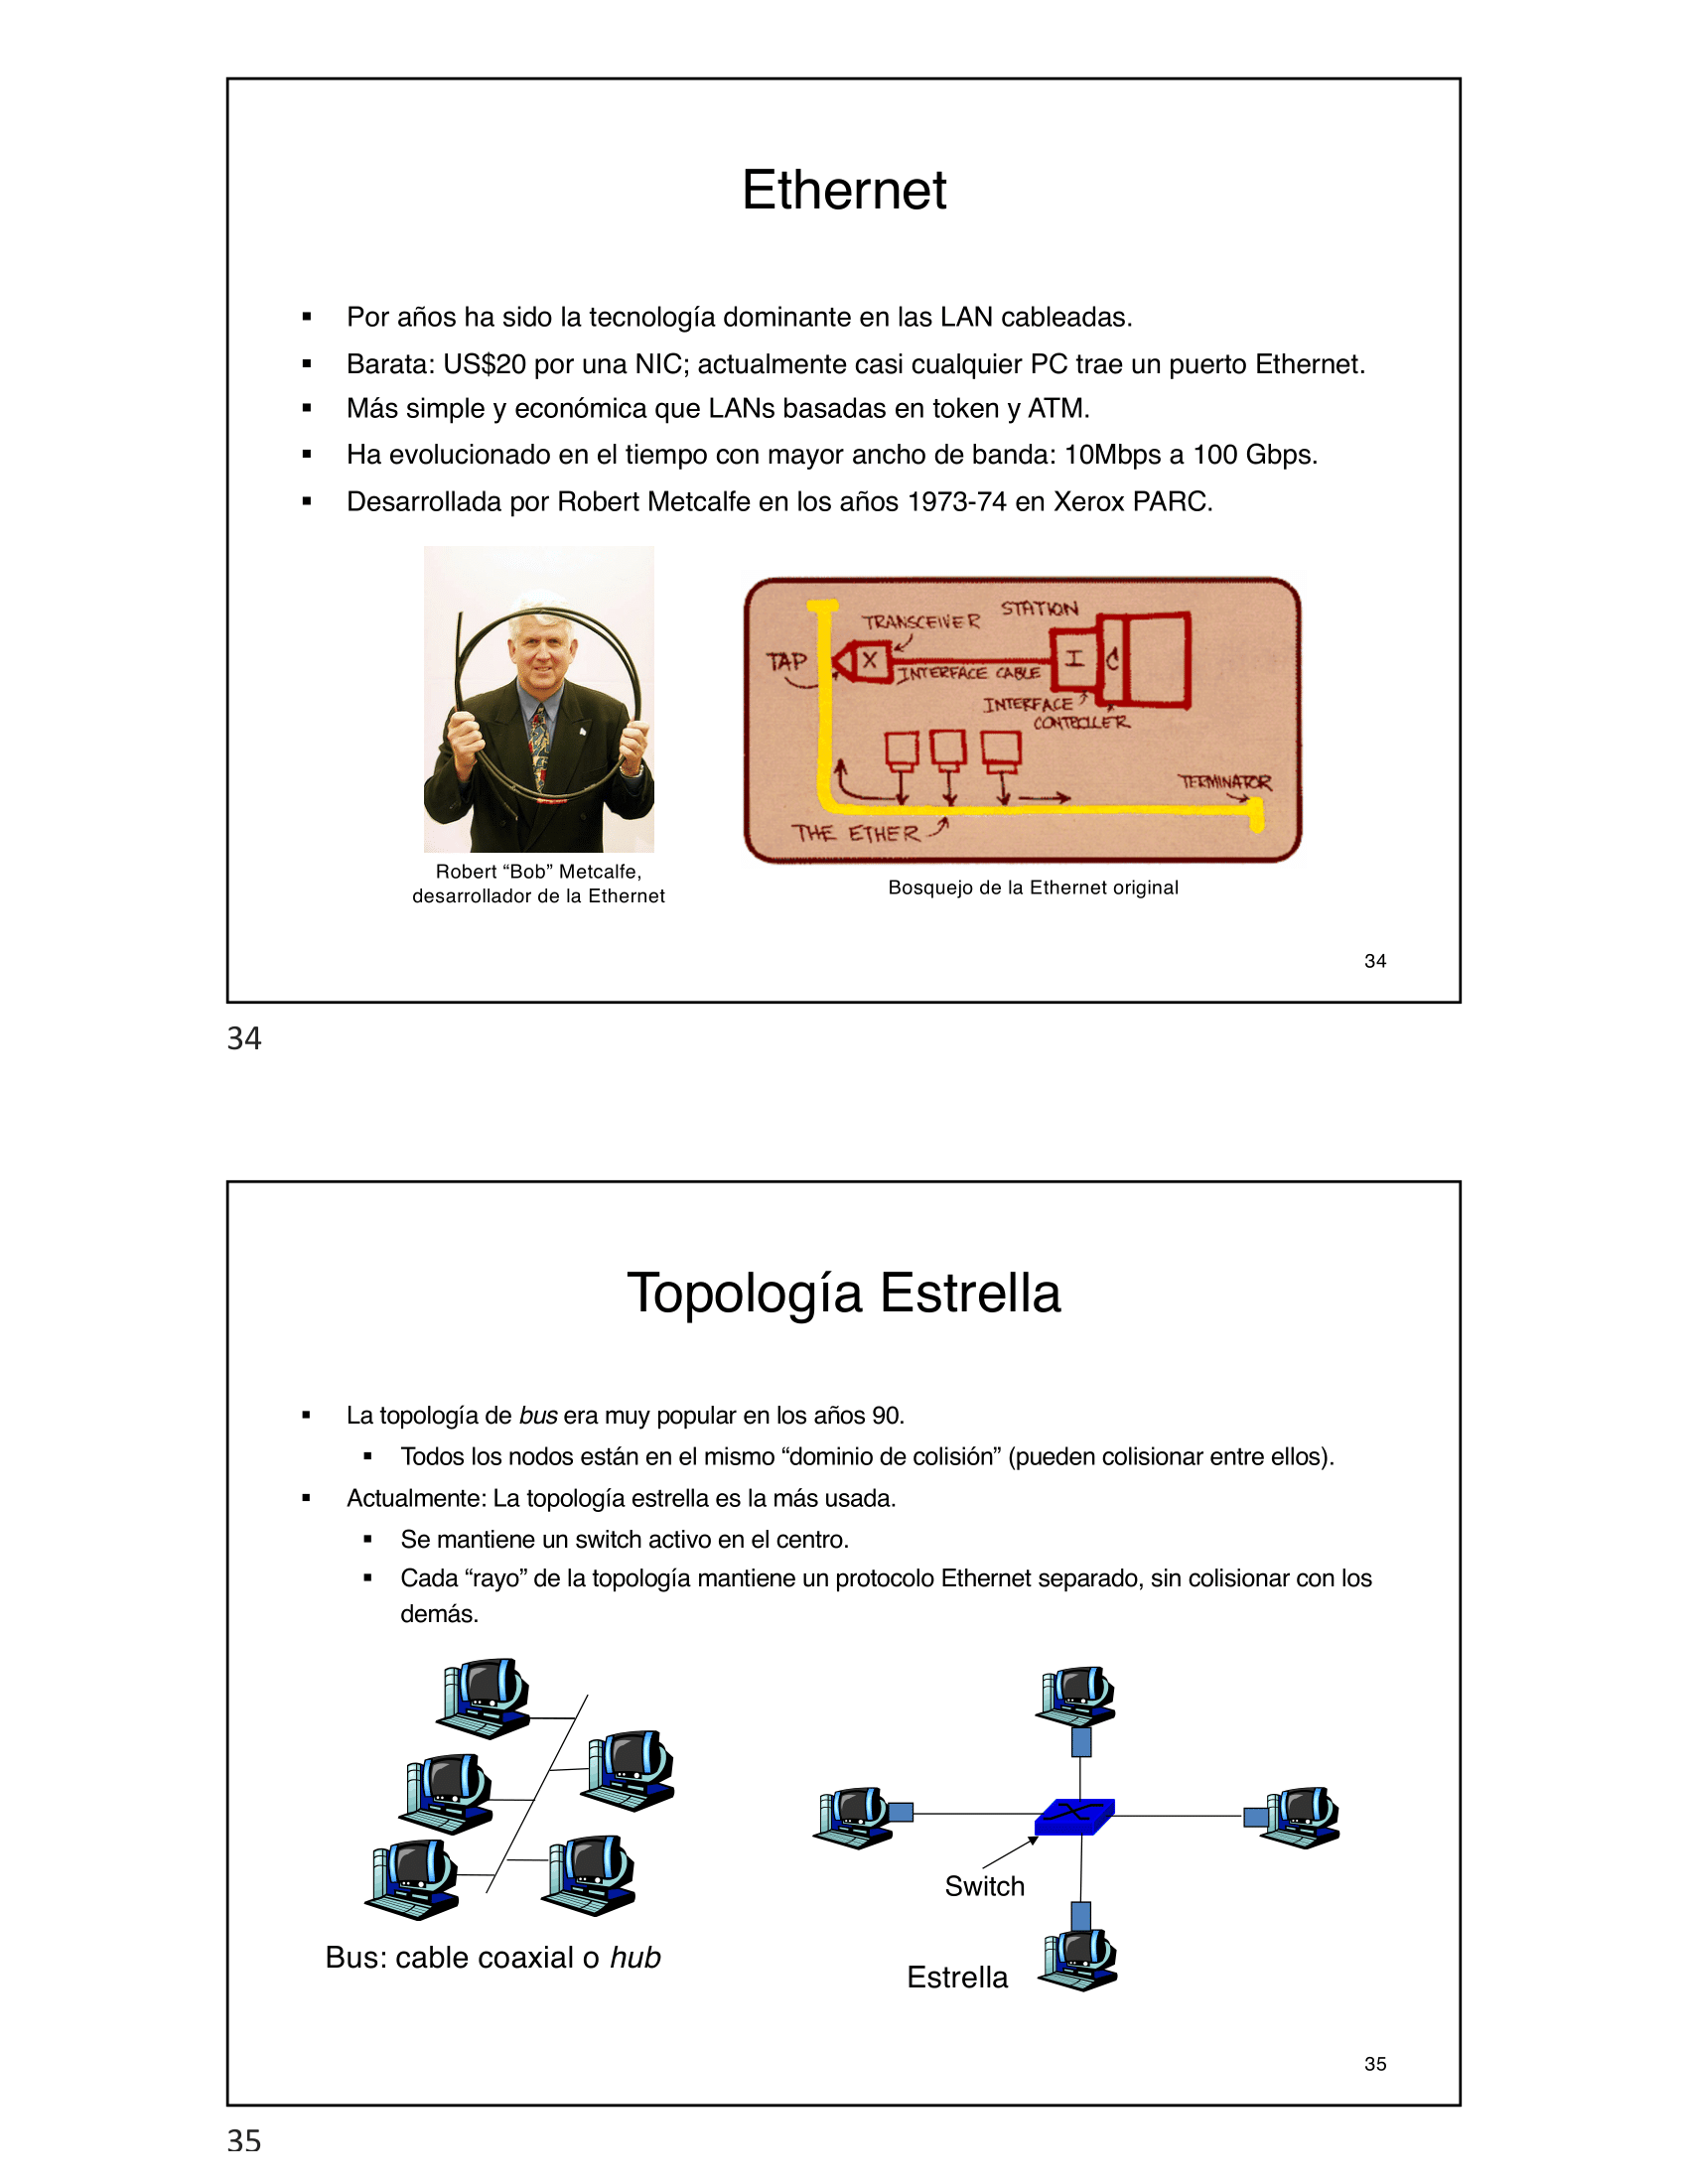 Ethernet
▪ Por años ha sido la tecnología dominante en las LAN cableadas.
▪ Barata: US$20 por una NIC; actualmente casi cualquier PC trae un puerto Ethernet.
▪ Más simple y económica que LANs basadas en token y ATM.
▪ Ha evolucionado en el tiempo con mayor ancho de banda: 10Mbps a 100 Gbps.
▪ Desarrollada por Robert Metcalfe en los años 1973-74 en Xerox PARC.
STATION
TRANSCEIVER
TAP
X
I
C
INTERFACE CABLE
INTERFACE
CONTROLLER
TERMINATOR
THE ETHER
Robert “Bob” Metcalfe,
desarrollador de la Ethernet
Bosquejo de la Ethernet original
34
34
Topología Estrella
▪ La topología de bus era muy popular en los años 90.
▪ Todos los nodos están en el mismo “dominio de colisión” (pueden colisionar entre ellos).
▪ Actualmente: La topología estrella es la más usada.
▪ Se mantiene un switch activo en el centro.
▪ Cada “rayo” de la topología mantiene un protocolo Ethernet separado, sin colisionar con los
demás.
Switch
Bus: cable coaxial o hub
Estrella
35
35